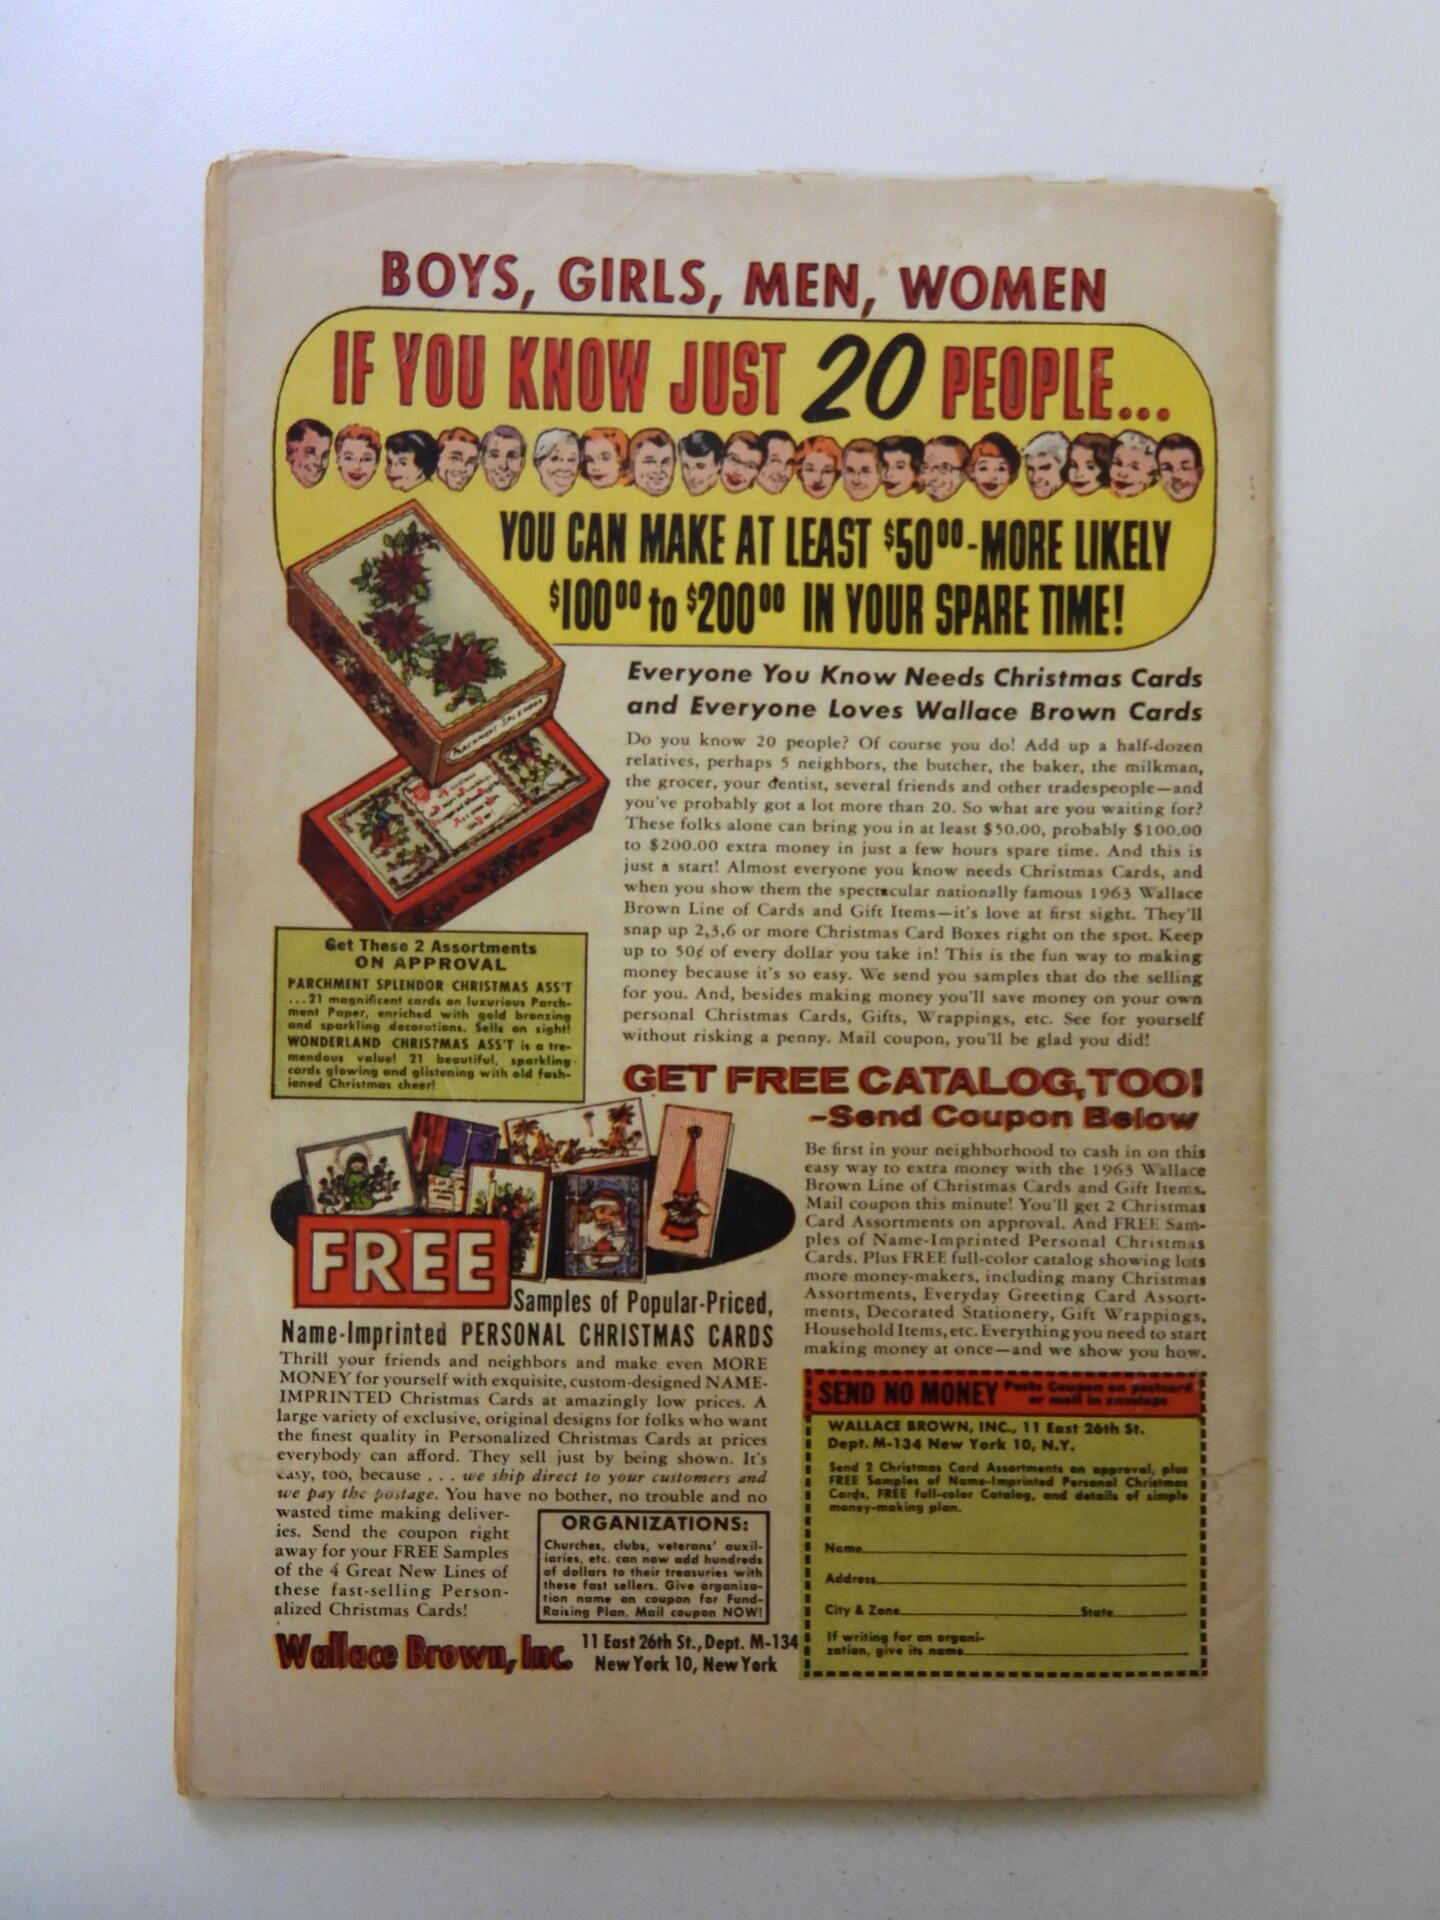 BOYS, GIRLS, MEN, WOMEN
IF YOU KNOW JUST 20 PEOPLE...
YOU CAN MAKE AT LEAST $50⁰⁰-MORE LIKELY
$100⁰⁰ to $200⁰⁰ IN YOUR SPARE TIME!
PARCHMENT SPLENDOR
Everyone You Know Needs Christmas Cards
and Everyone Loves Wallace Brown Cards
Do you know 20 people? Of course you do! Add up a half-dozen
relatives, perhaps 5 neighbors, the butcher, the baker, the milkman,
the grocer, your dentist, several friends and other tradespeople—and
you've probably got a lot more than 20. So what are you waiting for?
These folks alone can bring you in at least $50.00, probably $100.00
to $200.00 extra money in just a few hours spare time. And this is
just a start! Almost everyone you know needs Christmas Cards, and
when you show them the spectacular nationally famous 1963 Wallace
Brown Line of Cards and Gift Items—it's love at first sight. They'll
snap up 2,3,6 or more Christmas Card Boxes right on the spot. Keep
up to 50¢ of every dollar you take in! This is the fun way to making
money because it's so easy. We send you samples that do the selling
for you. And, besides making money you'll save money on your own
personal Christmas Cards, Gifts, Wrappings, etc. See for yourself
without risking a penny. Mail coupon, you'll be glad you did!
Get These 2 Assortments
ON APPROVAL
PARCHMENT SPLENDOR CHRISTMAS ASS'T
...21 magnificent cards on luxurious Parch-
ment Paper, enriched with gold bronzing
and sparkling decorations. Sells on sight!
WONDERLAND CHRISTMAS ASS'T is a tre-
mendous value! 21 beautiful, sparkling
cards glowing and glistening with old fash-
ioned Christmas cheer!
GET FREE CATALOG, TOO!
-Send Coupon Below
Be first in your neighborhood to cash in on this
easy way to extra money with the 1963 Wallace
Brown Line of Christmas Cards and Gift Items.
Mail coupon this minute! You'll get 2 Christmas
Card Assortments on approval. And FREE Sam-
ples of Name-Imprinted Personal Christmas
Cards. Plus FREE full-color catalog showing lots
more money-makers, including many Christmas
Assortments, Everyday Greeting Card Assort-
ments, Decorated Stationery, Gift Wrappings,
Household Items, etc. Everything you need to start
making money at once—and we show you how.
FREE
Samples of Popular-Priced,
Name-Imprinted PERSONAL CHRISTMAS CARDS
Thrill your friends and neighbors and make even MORE
MONEY for yourself with exquisite, custom-designed NAME-
IMPRINTED Christmas Cards at amazingly low prices. A
large variety of exclusive, original designs for folks who want
the finest quality in Personalized Christmas Cards at prices
everybody can afford. They sell just by being shown. It's
easy, too, because . . . we ship direct to your customers and
we pay the postage. You have no bother, no trouble and no
wasted time making deliver-
ies. Send the coupon right
away for your FREE Samples
of the 4 Great New Lines of
these fast-selling Person-
alized Christmas Cards!
ORGANIZATIONS:
Churches, clubs, veterans' auxil-
iaries, etc. can now add hundreds
of dollars to their treasuries with
these fast sellers. Give organiza-
tion name on coupon for Fund-
Raising Plan. Mail coupon NOW!
Wallace Brown, Inc. 11 East 26th St., Dept. M-134
New York 10, New York
SEND NO MONEY Paste Coupon on postcard
or mail in envelope
WALLACE BROWN, INC., 11 East 26th St.
Dept. M-134 New York 10, N.Y.
Send 2 Christmas Card Assortments on approval, plus
FREE Samples of Name-Imprinted Personal Christmas
Cards, FREE full-color Catalog, and details of simple
money-making plan.
Name
Address
City & Zone State
If writing for an organi-
zation, give its name